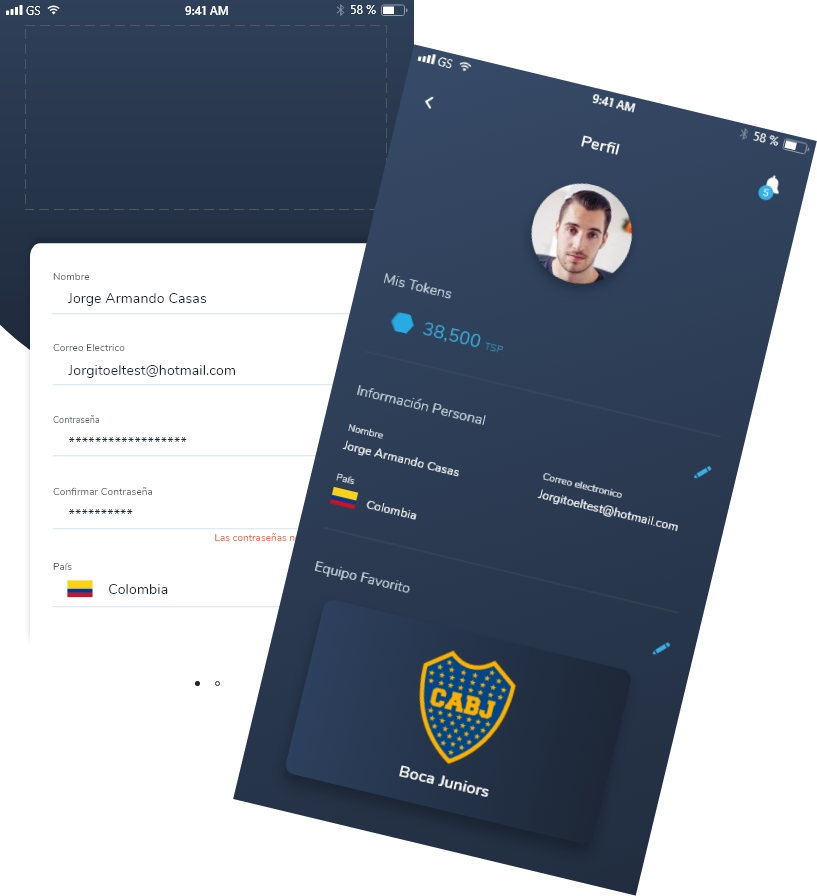 GS
9:41 AM
58 %
Nombre
Jorge Armando Casas
Correo Electrico
Jorgitoeltest@hotmail.com
Contraseña
******************
Confirmar Contraseña
**********
Las contraseñas
País
Colombia
GS
9:41 AM
58 %
Perfil
5
Mis Tokens
38,500 TSP
Información Personal
Nombre
Jorge Armando Casas
Correo electronico
Jorgitoeltest@hotmail.com
País
Colombia
Equipo Favorito
CABJ
Boca Juniors